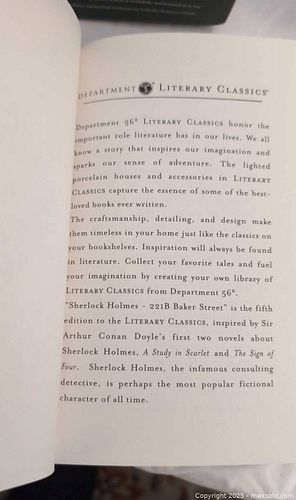 DEPARTMENT 56® LITERARY CLASSICS®
Department 56® LITERARY CLASSICS honor the
important role literature has in our lives. We all
know a story that inspires our imagination and
sparks our sense of adventure. The lighted
porcelain houses and accessories in LITERARY
CLASSICS capture the essence of some of the best-
loved books ever written.
The craftsmanship, detailing, and design make
them timeless in your home just like the classics on
your bookshelves. Inspiration will always be found
in literature. Collect your favorite tales and fuel
your imagination by creating your own library of
LITERARY CLASSICS from Department 56®.
"Sherlock Holmes - 221B Baker Street" is the fifth
edition to the LITERARY CLASSICS, inspired by Sir
Arthur Conan Doyle's first two novels about
Sherlock Holmes, A Study in Scarlet and The Sign of
Four. Sherlock Holmes, the infamous consulting
detective, is perhaps the most popular fictional
character of all time.
Copyright 2025 - maxsold.com